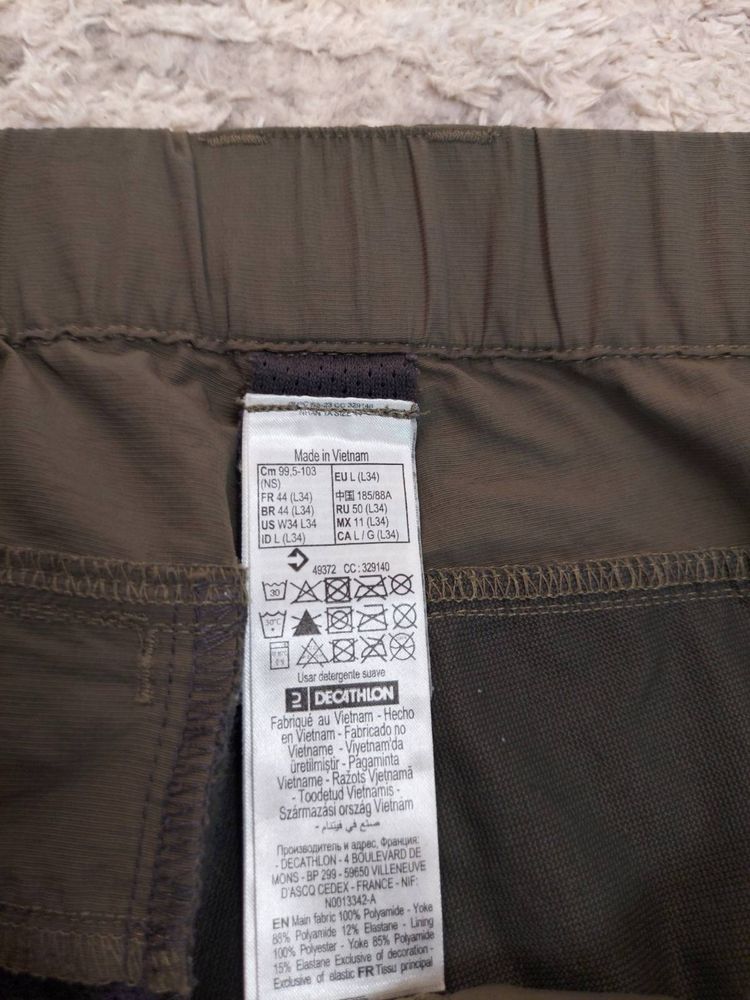 Made in Vietnam
Cm 99,5-103
(NS)
FR 44 (L34)
BR 44 (L34)
US W34 L34
ID L (L34)
EU L (L34)
中国 185/88A
RU 50 (L34)
MX 11 (L34)
CA L / G (L34)
49372 CC : 329140
30
30°C
Usar detergente suave
DECATHLON
Fabriqué au Vietnam - Hecho
en Vietnam - Fabricado no
Vietname - Viyetnam'da
üretilmiştir - Pagaminta
Vietname - Ražots Vjetnamā
- Toodetud Vietnamis -
Származási ország Vietnám
- صنع في فيتنام
Производитель и адрес, Франция:
- DECATHLON - 4 BOULEVARD DE
MONS - BP 299 - 59650 VILLENEUVE
D'ASCQ CEDEX - FRANCE - NIF:
N0013342-A
EN Main fabric 100% Polyamide - Yoke
88% Polyamide 12% Elastane - Lining
100% Polyester - Yoke 85% Polyamide
15% Elastane Exclusive of decoration -
Exclusive of elastic FR Tissu principal